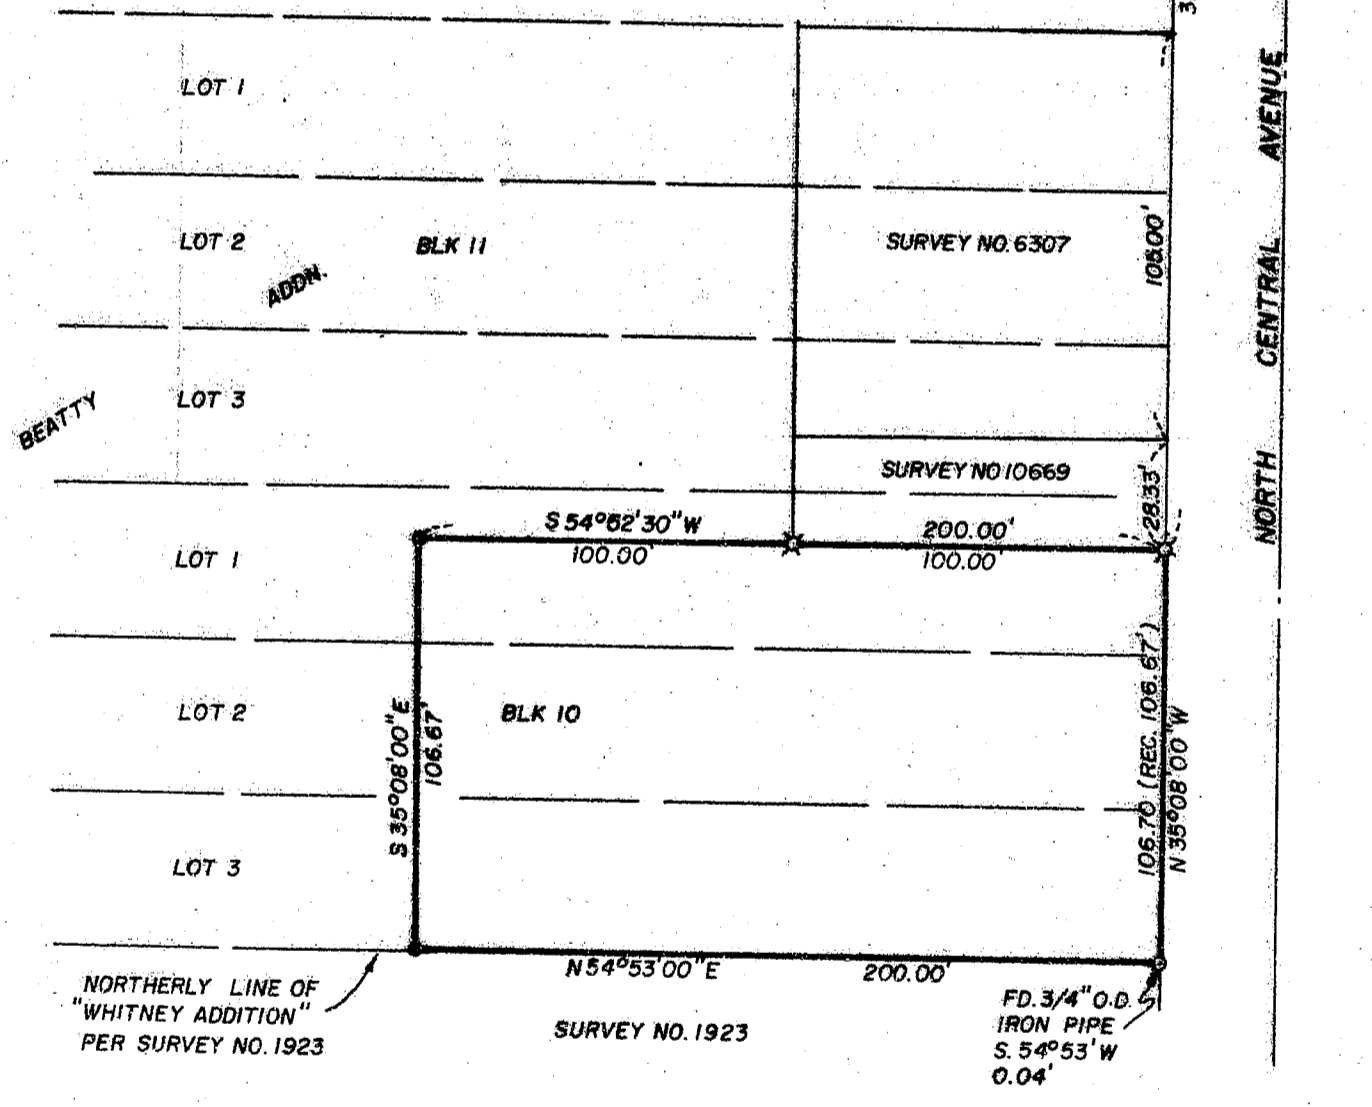 3
LOT 1
LOT 2
BLK 11
SURVEY NO. 6307
105.00'
NORTH CENTRAL AVENUE
BEATTY ADDN.
LOT 3
SURVEY NO 10669
28.33'
S 54°52'30" W
200.00'
100.00'
100.00'
LOT 1
LOT 2
BLK 10
S 35°08'00" E
106.67'
106.70 (REC. 106.67')
N 35°08'00" W
LOT 3
N 54°53'00" E
200.00'
NORTHERLY LINE OF
"WHITNEY ADDITION"
PER SURVEY NO. 1923
SURVEY NO. 1923
FD. 3/4" O.D.
IRON PIPE
S. 54°53' W
0.04'